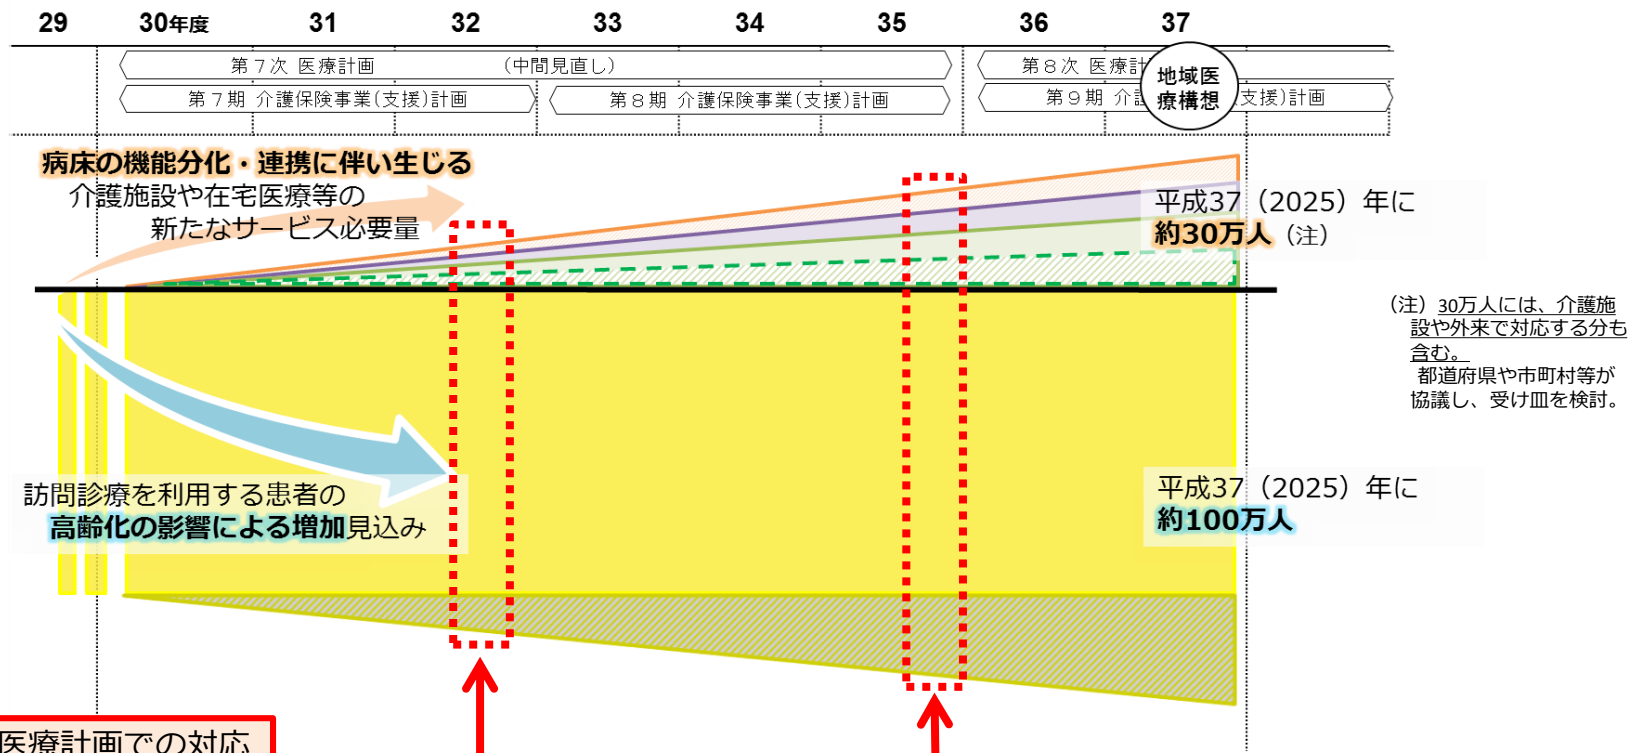 29 30年度 31 32 33 34 35 36 37
第７次 医療計画 （中間見直し） 第８次 医療計
第７期 介護保険事業（支援）計画 第８期 介護保険事業（支援）計画 第９期 介 支援）計画
地域医
療構想
病床の機能分化・連携に伴い生じる
介護施設や在宅医療等の
新たなサービス必要量
平成37（2025）年に
約30万人（注）
（注）30万人には、介護施
設や外来で対応する分も
含む。
都道府県や市町村等が
協議し、受け皿を検討。
訪問診療を利用する患者の
高齢化の影響による増加見込み
平成37（2025）年に
約100万人
医療計画での対応